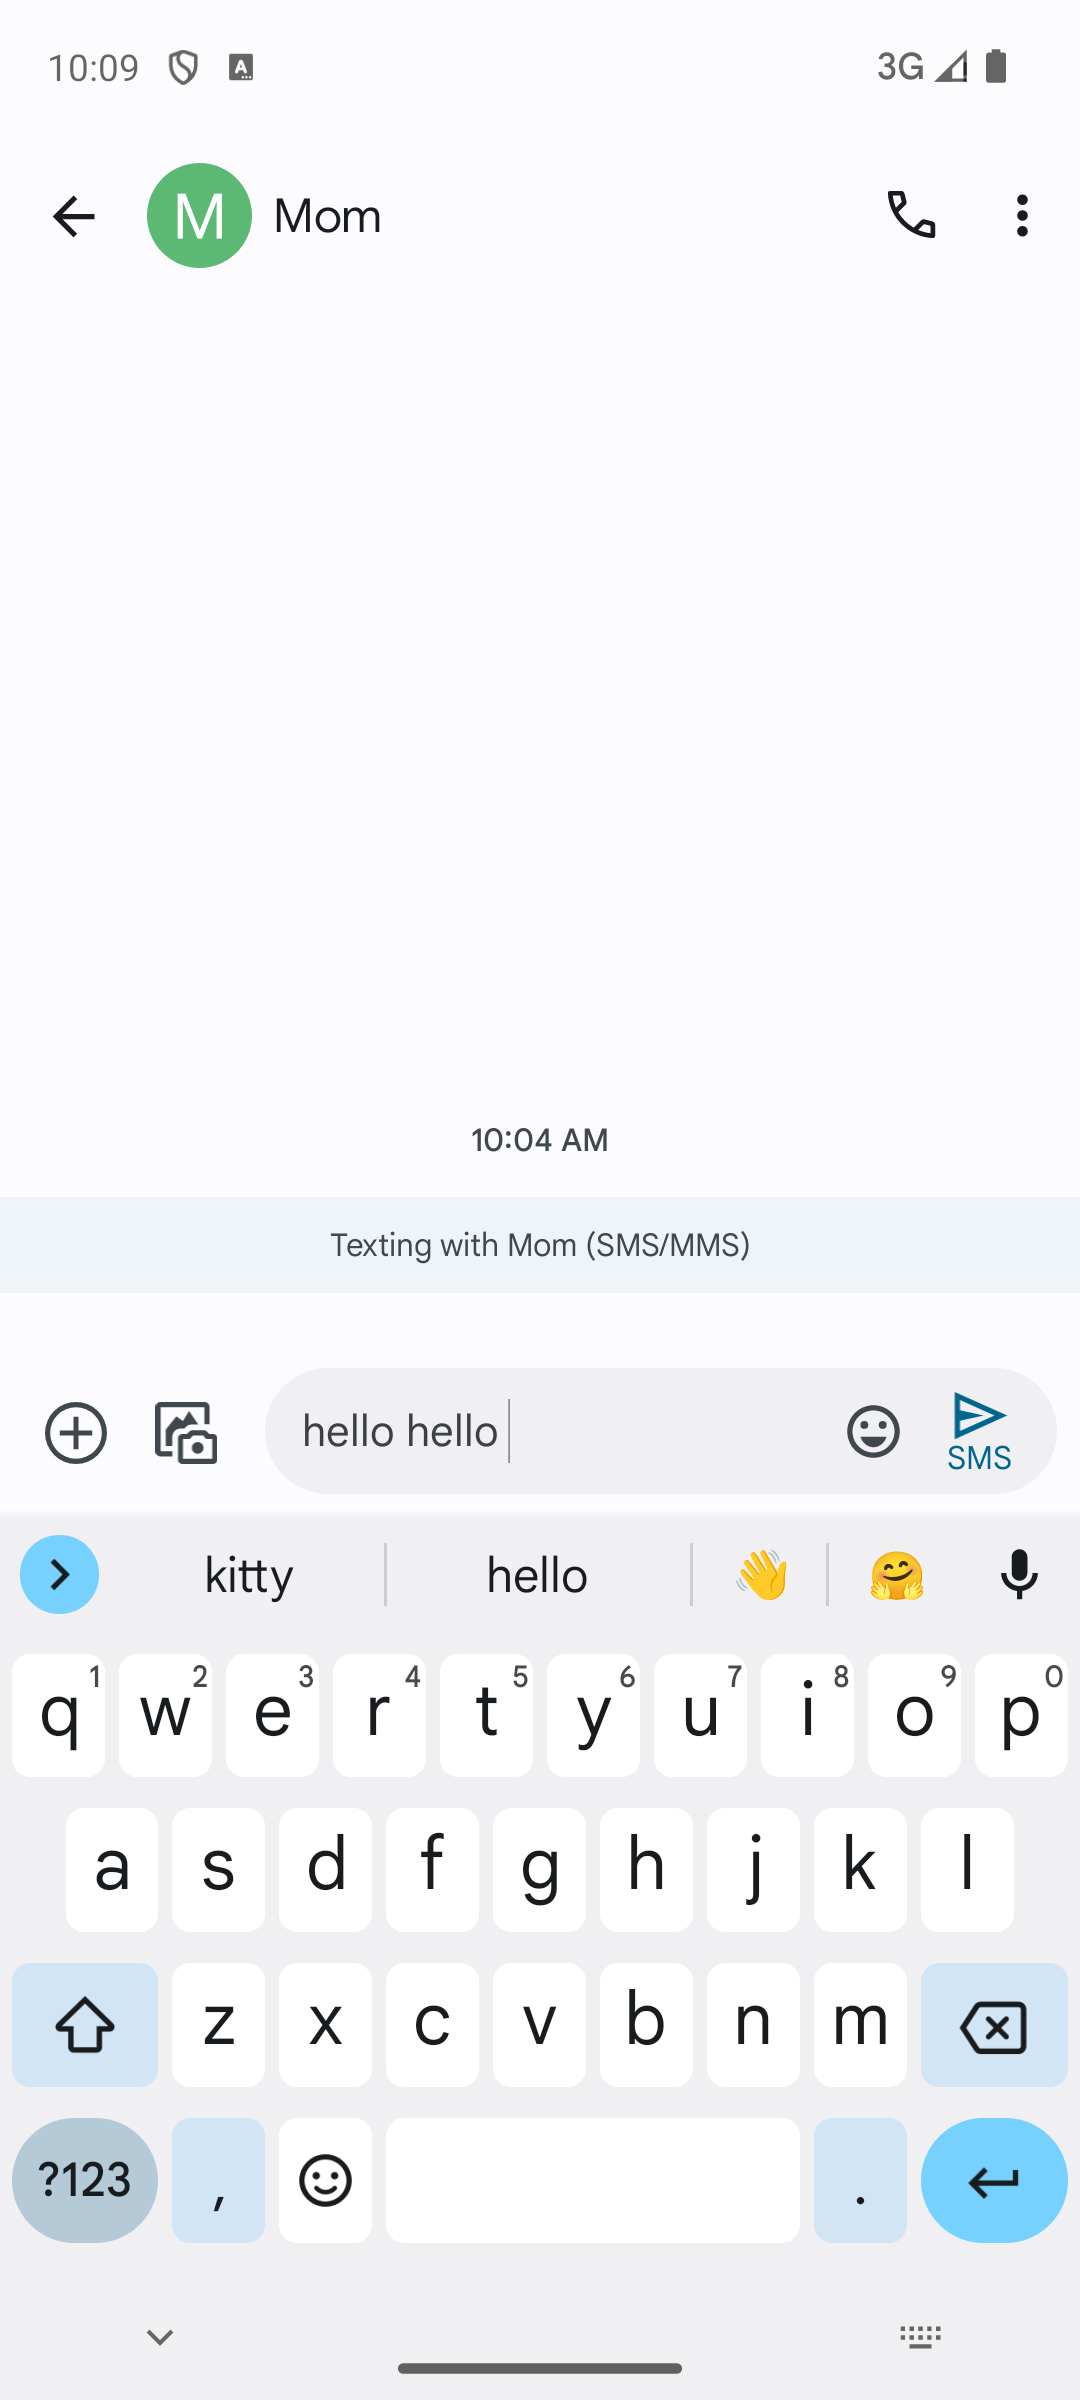 10:09 3G
M Mom
10:04 AM
Texting with Mom (SMS/MMS)
hello hello
SMS
kitty hello
q 1 w 2 e 3 r 4 t 5 y 6 u 7 i 8 o 9 p 0
a s d f g h j k l
z x c v b n m
?123 , .